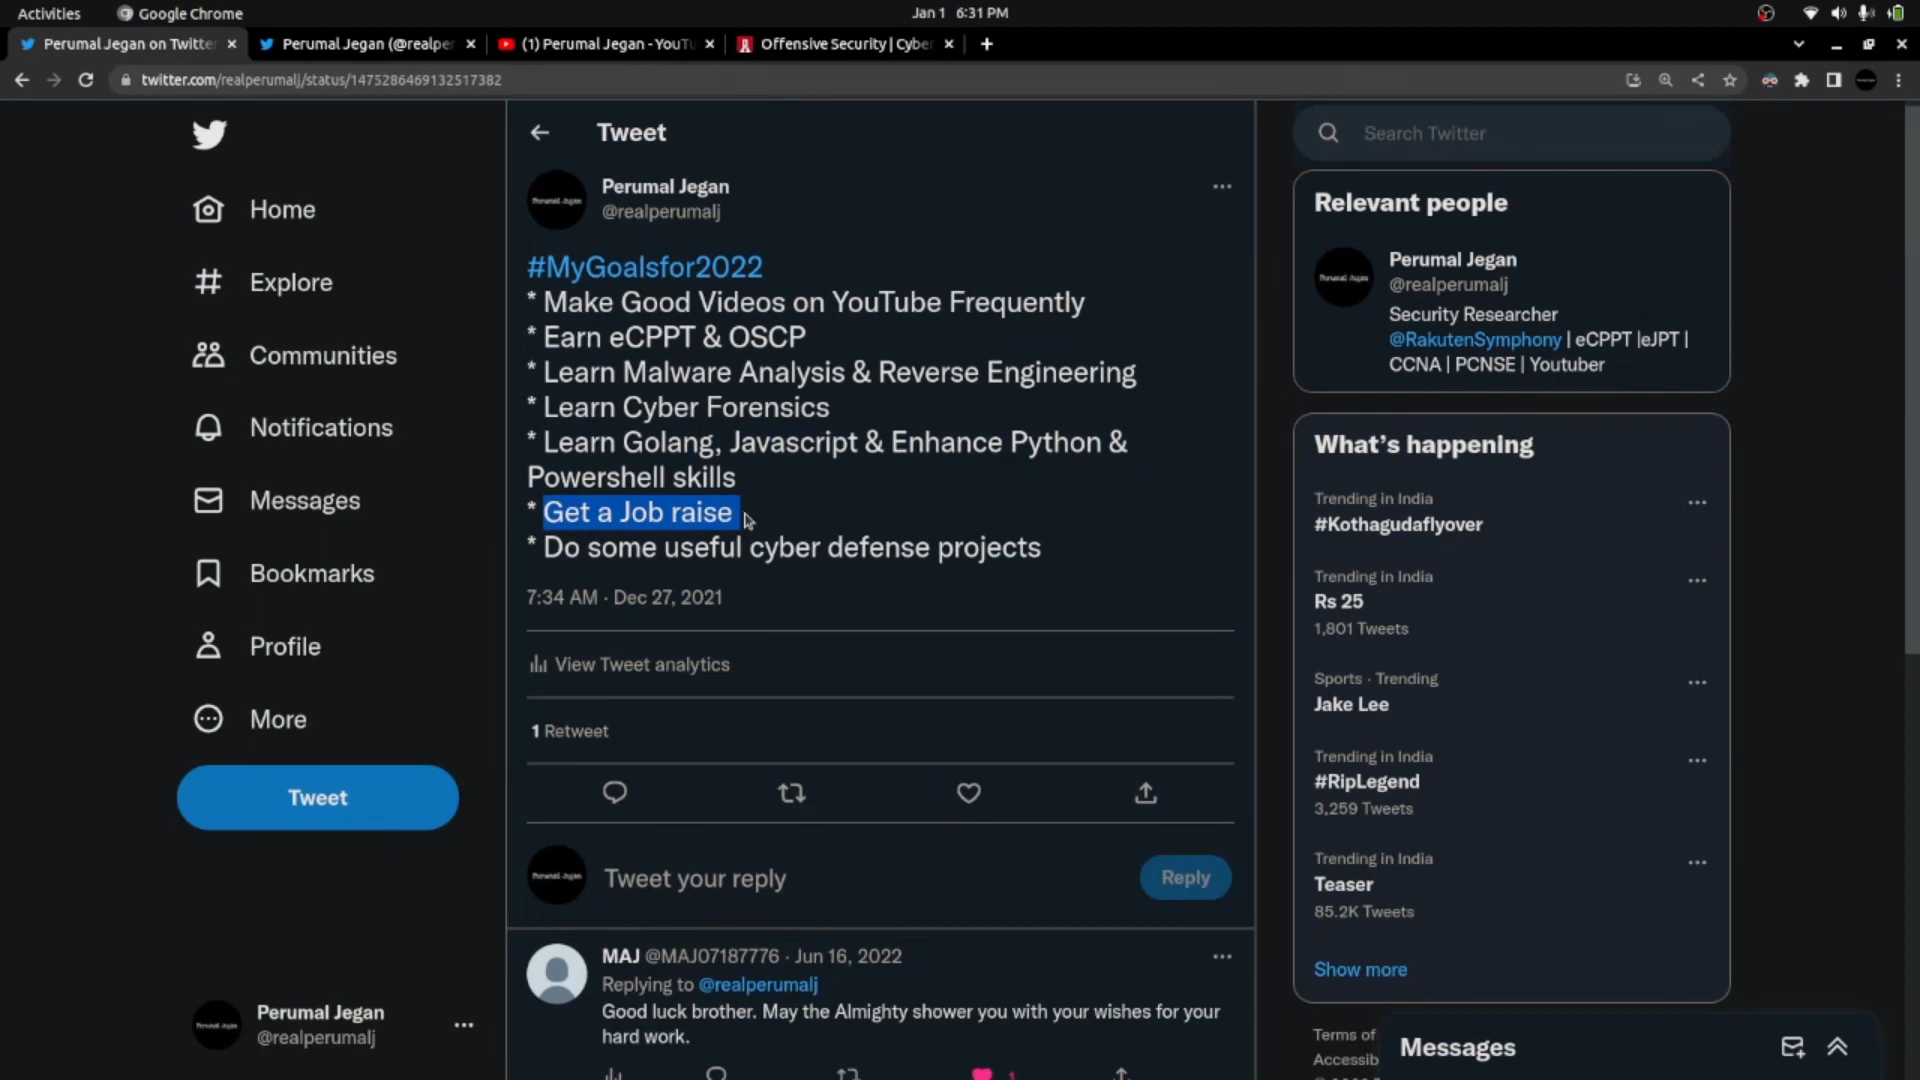 Activities
Google Chrome
Jan 1 6:31 PM
Perumal Jegan on Twitte
Perumal Jegan (@realper
(1) Perumal Jegan - YouTu
Offensive Security | Cyber
twitter.com/realperumalj/status/1475286469132517382
Home
Explore
Communities
Notifications
Messages
Bookmarks
Profile
More
Tweet
Perumal Jegan
@realperumalj
Tweet
Perumal Jegan
@realperumalj
#MyGoalsfor2022
* Make Good Videos on YouTube Frequently
* Earn eCPPT & OSCP
* Learn Malware Analysis & Reverse Engineering
* Learn Cyber Forensics
* Learn Golang, Javascript & Enhance Python &
Powershell skills
* Get a Job raise
* Do some useful cyber defense projects
7:34 AM · Dec 27, 2021
View Tweet analytics
1 Retweet
Tweet your reply
Reply
MAJ @MAJ07187776 · Jun 16, 2022
Replying to @realperumalj
Good luck brother. May the Almighty shower you with your wishes for your
hard work.
1
Search Twitter
Relevant people
Perumal Jegan
@realperumalj
Security Researcher
@RakutenSymphony | eCPPT |eJPT |
CCNA | PCNSE | Youtuber
What's happening
Trending in India
#Kothagudaflyover
Trending in India
Rs 25
1,801 Tweets
Sports · Trending
Jake Lee
Trending in India
#RipLegend
3,259 Tweets
Trending in India
Teaser
85.2K Tweets
Show more
Terms of
Accessib
Messages